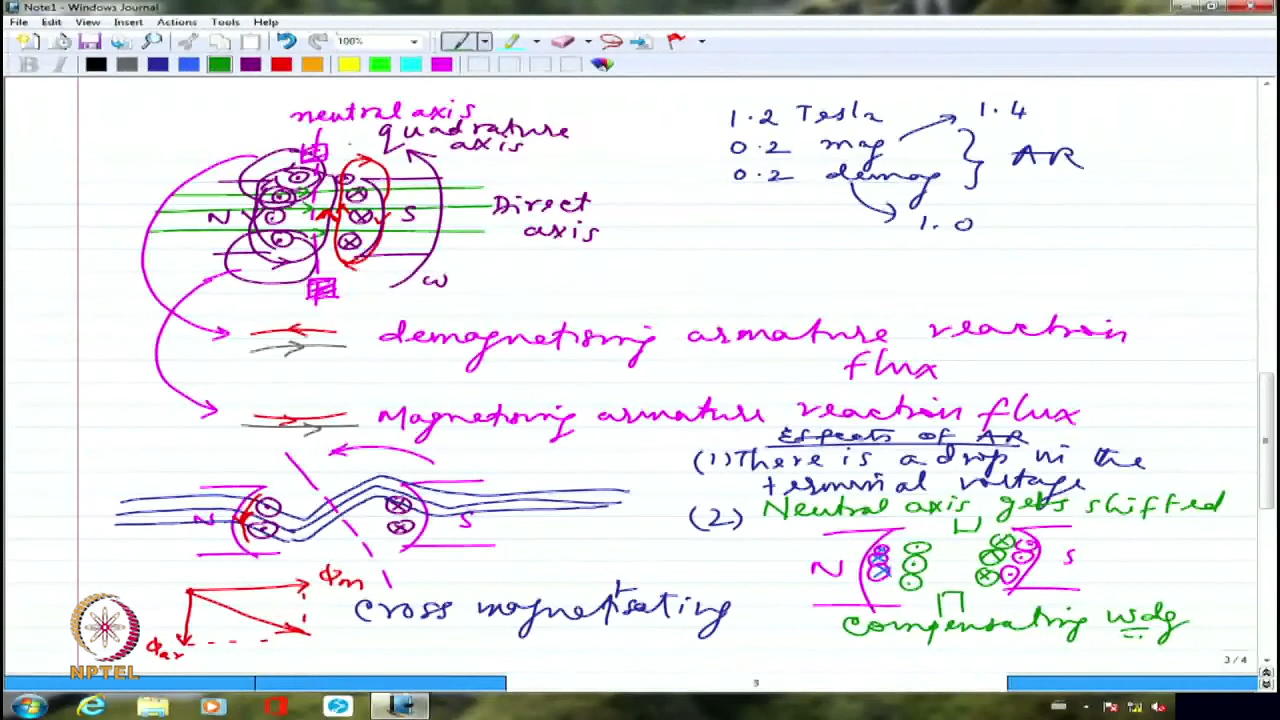 Note1 - Windows Journal
File Edit View Insert Actions Tools Help
100%
neutral axis
quadrature
axis
N
S
Direct
axis
ω
1.2 Tesla
0.2 mag
0.2 demag
1.4
AR
1.0
demagnetising armature reaction
flux
Magnetising armature reaction flux
Effects of AR
(1) There is a drop in the
terminal voltage
(2) Neutral axis gets shifted
N
S
N
S
ϕm
ϕar
cross magnetisating
compensating wdg
NPTEL
3 / 4